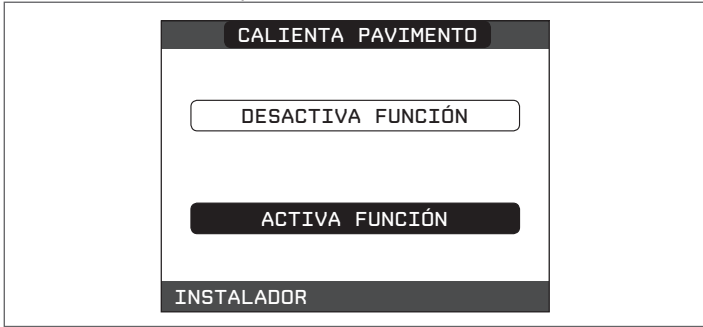 CALIENTA PAVIMENTO
DESACTIVA FUNCIÓN
ACTIVA FUNCIÓN
INSTALADOR